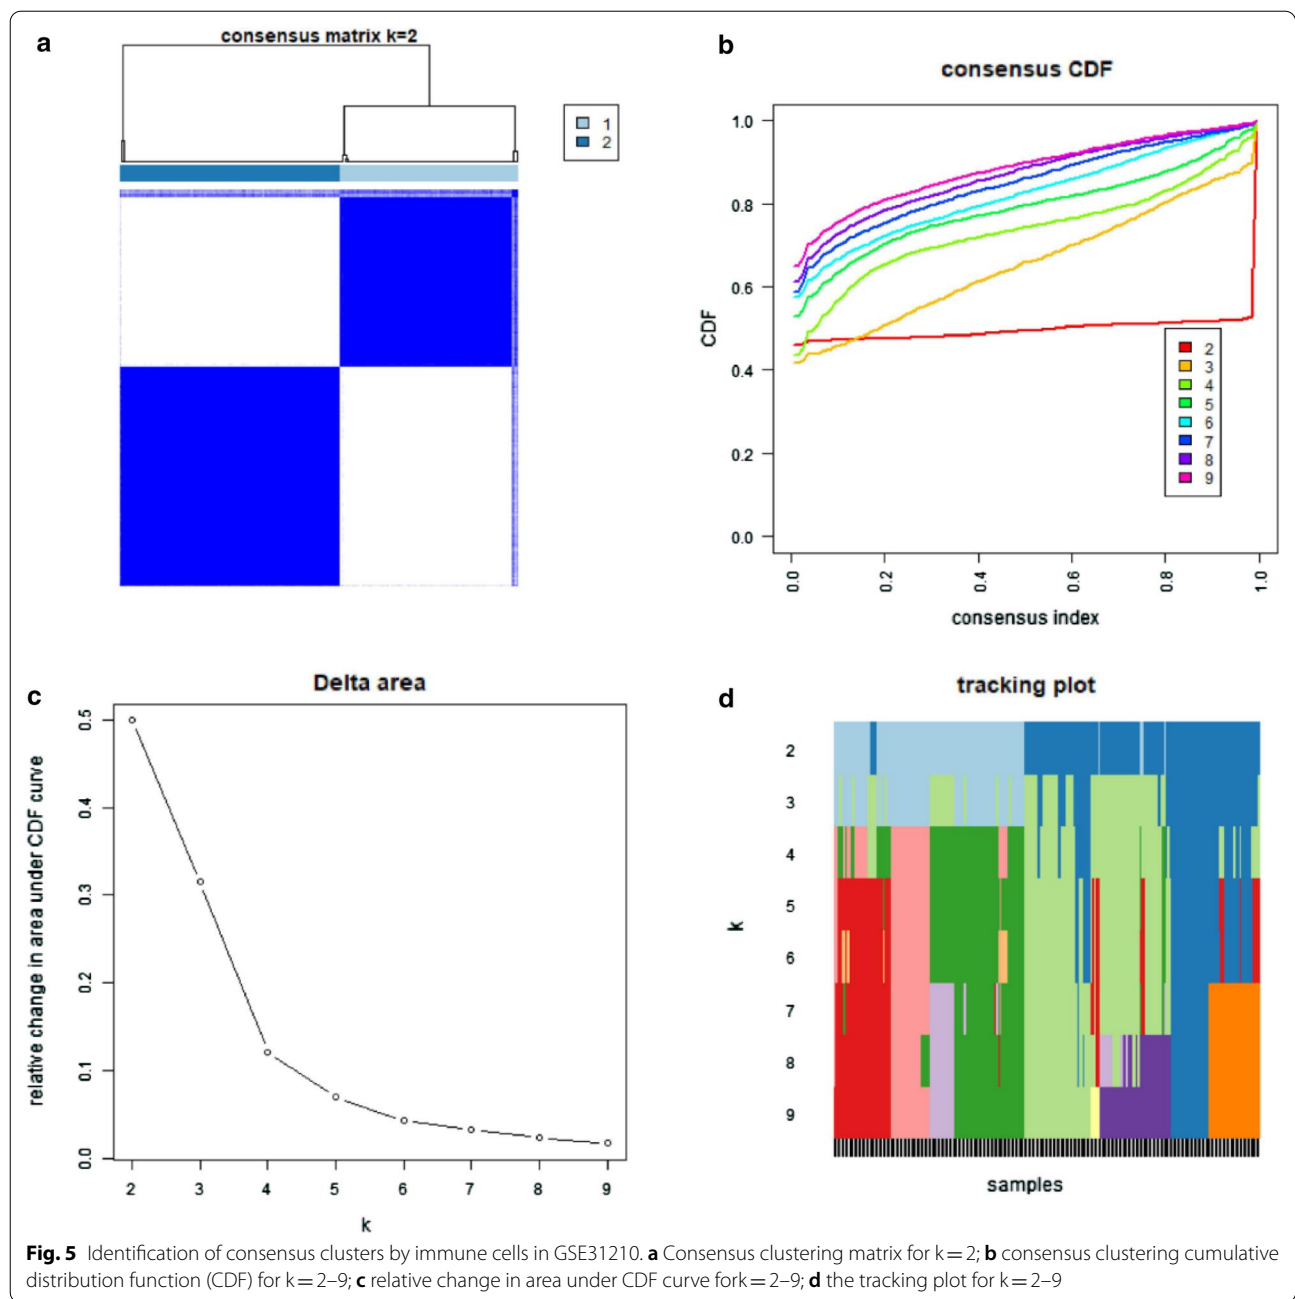 a
consensus matrix k=2
1
2
b
consensus CDF
CDF
1.0
0.8
0.6
0.4
0.2
0.0
2
3
4
5
6
7
8
9
0.0 0.2 0.4 0.6 0.8 1.0
consensus index
c
Delta area
relative change in area under CDF curve
0.5
0.4
0.3
0.2
0.1
0.0
2 3 4 5 6 7 8 9
k
d
tracking plot
k
2
3
4
5
6
7
8
9
samples
Fig. 5 Identification of consensus clusters by immune cells in GSE31210. a Consensus clustering matrix for k = 2; b consensus clustering cumulative
distribution function (CDF) for k = 2–9; c relative change in area under CDF curve fork = 2–9; d the tracking plot for k = 2–9